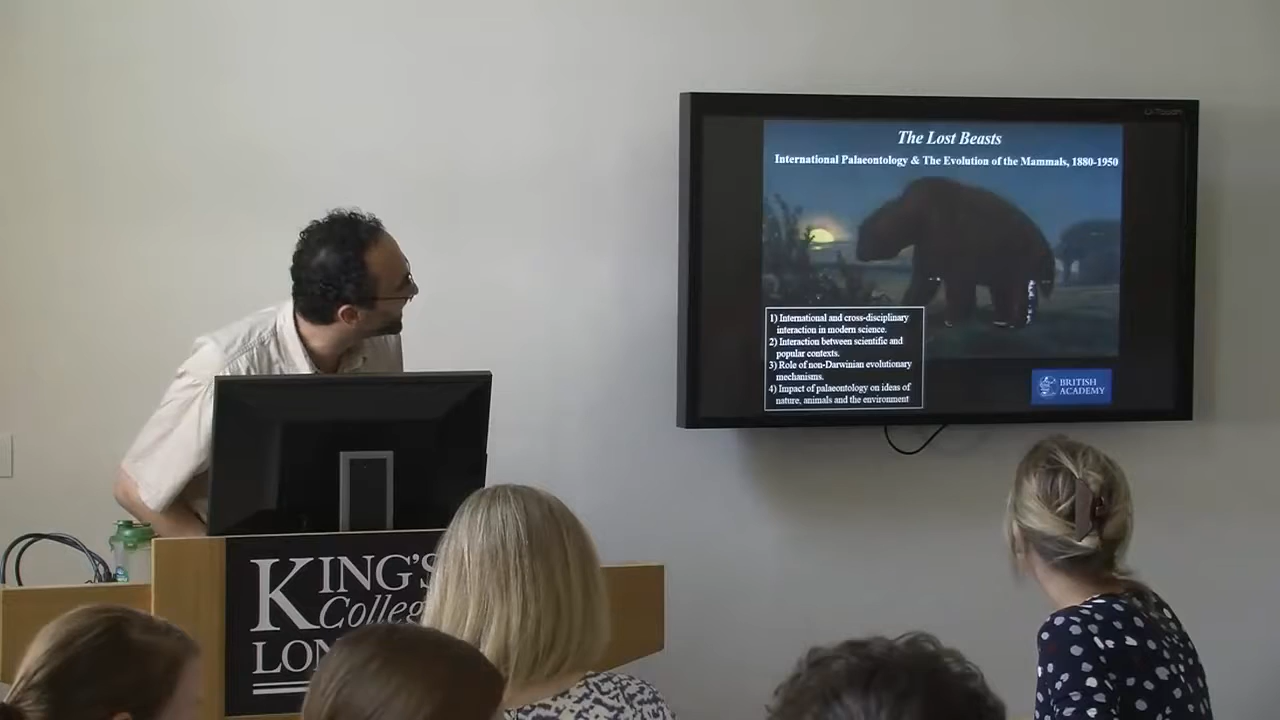 The Lost Beasts
International Palaeontology & The Evolution of the Mammals, 1880-1950
1) International and cross-disciplinary
interaction in modern science.
2) Interaction between scientific and
popular contexts.
3) Role of non-Darwinian evolutionary
mechanisms.
4) Impact of palaeontology on ideas of
nature, animals and the environment
BRITISH
ACADEMY
KING'S
College
LON